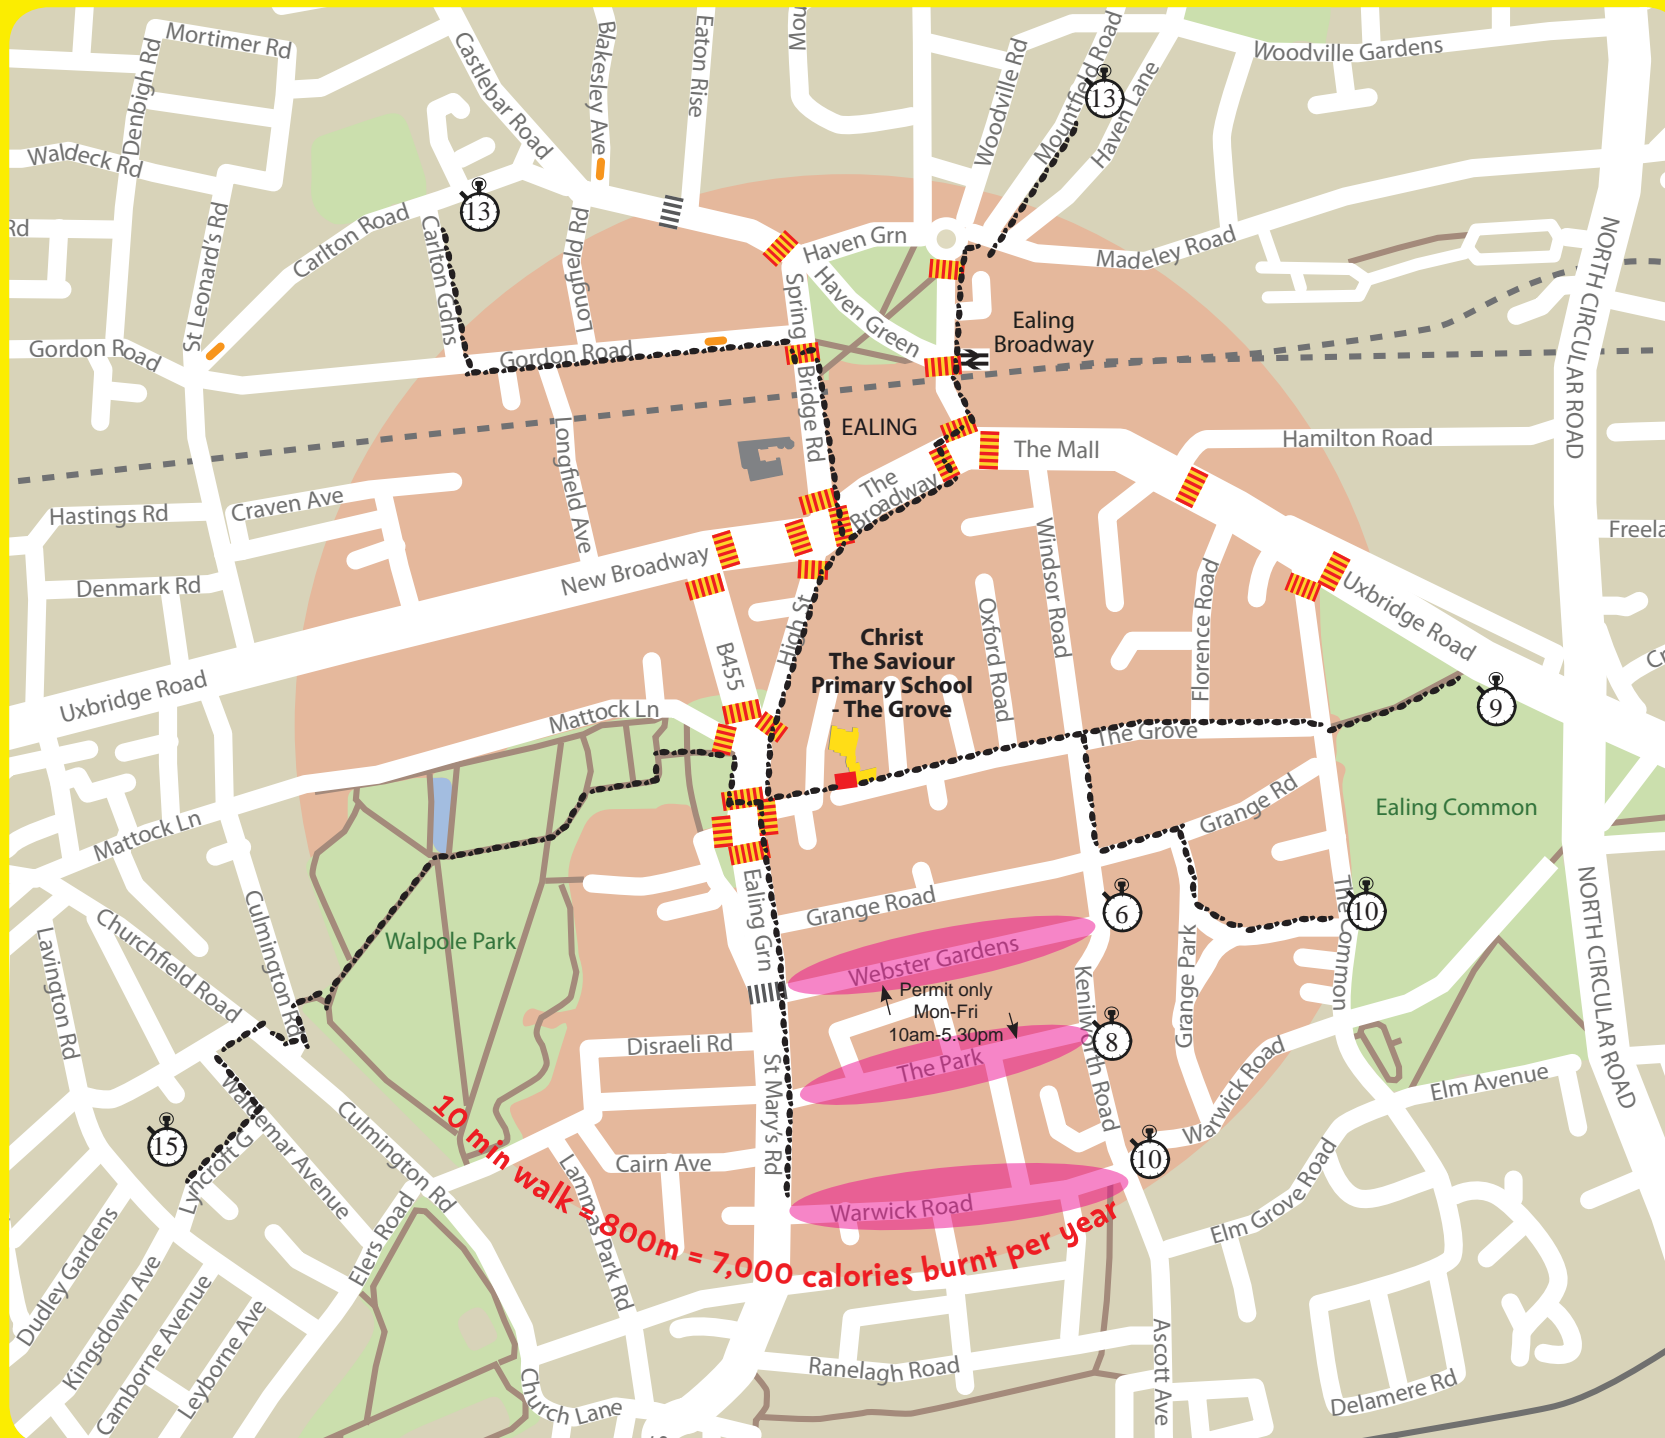 Mortimer Rd
Denbigh Rd
Castlebar Road
Blakesley Ave
Eaton Rise
Woodville Rd
Mountfield Road
Haven Lane
Woodville Gardens
13
Waldeck Rd
13
Rd
St Leonard's Rd
Carlton Road
Carlton Gdns
Longfield Rd
Haven Grn
Spring
Bridge Rd
Haven Green
Madeley Road
NORTH CIRCULAR ROAD
Ealing
Broadway
Gordon Road
Gordon Road
EALING
The Mall
Hamilton Road
Longfield Ave
The
Broadway
Hastings Rd
Craven Ave
Denmark Rd
New Broadway
Windsor Road
Florence Road
Uxbridge Road
Oxford Road
High St
B455
Christ
The Saviour
Primary School
- The Grove
Uxbridge Road
Mattock Ln
The Grove
9
Mattock Ln
Grange Rd
Ealing Common
Walpole Park
Culmington Rd
Churchfield Road
Lavington Rd
Ealing Grn
Grange Road
6
10
The Common
NORTH CIRCULAR ROAD
Webster Gardens
Permit only
Mon-Fri
10am-5.30pm
Kenilworth Road
Grange Park
Disraeli Rd
The Park
8
Warwick Road
Elm Avenue
15
Waldemar Avenue
Lyncroft G
Culmington Rd
St Mary's Rd
Cairn Ave
Lammas Park Rd
10
Warwick Road
Elm Grove Road
10 min walk = 800m = 7,000 calories burnt per year
Elers Road
Dudley Gardens
Kingsdown Ave
Camborne Avenue
Leyborne Ave
Church Lane
Ranelagh Road
Ascott Ave
Delamere Rd